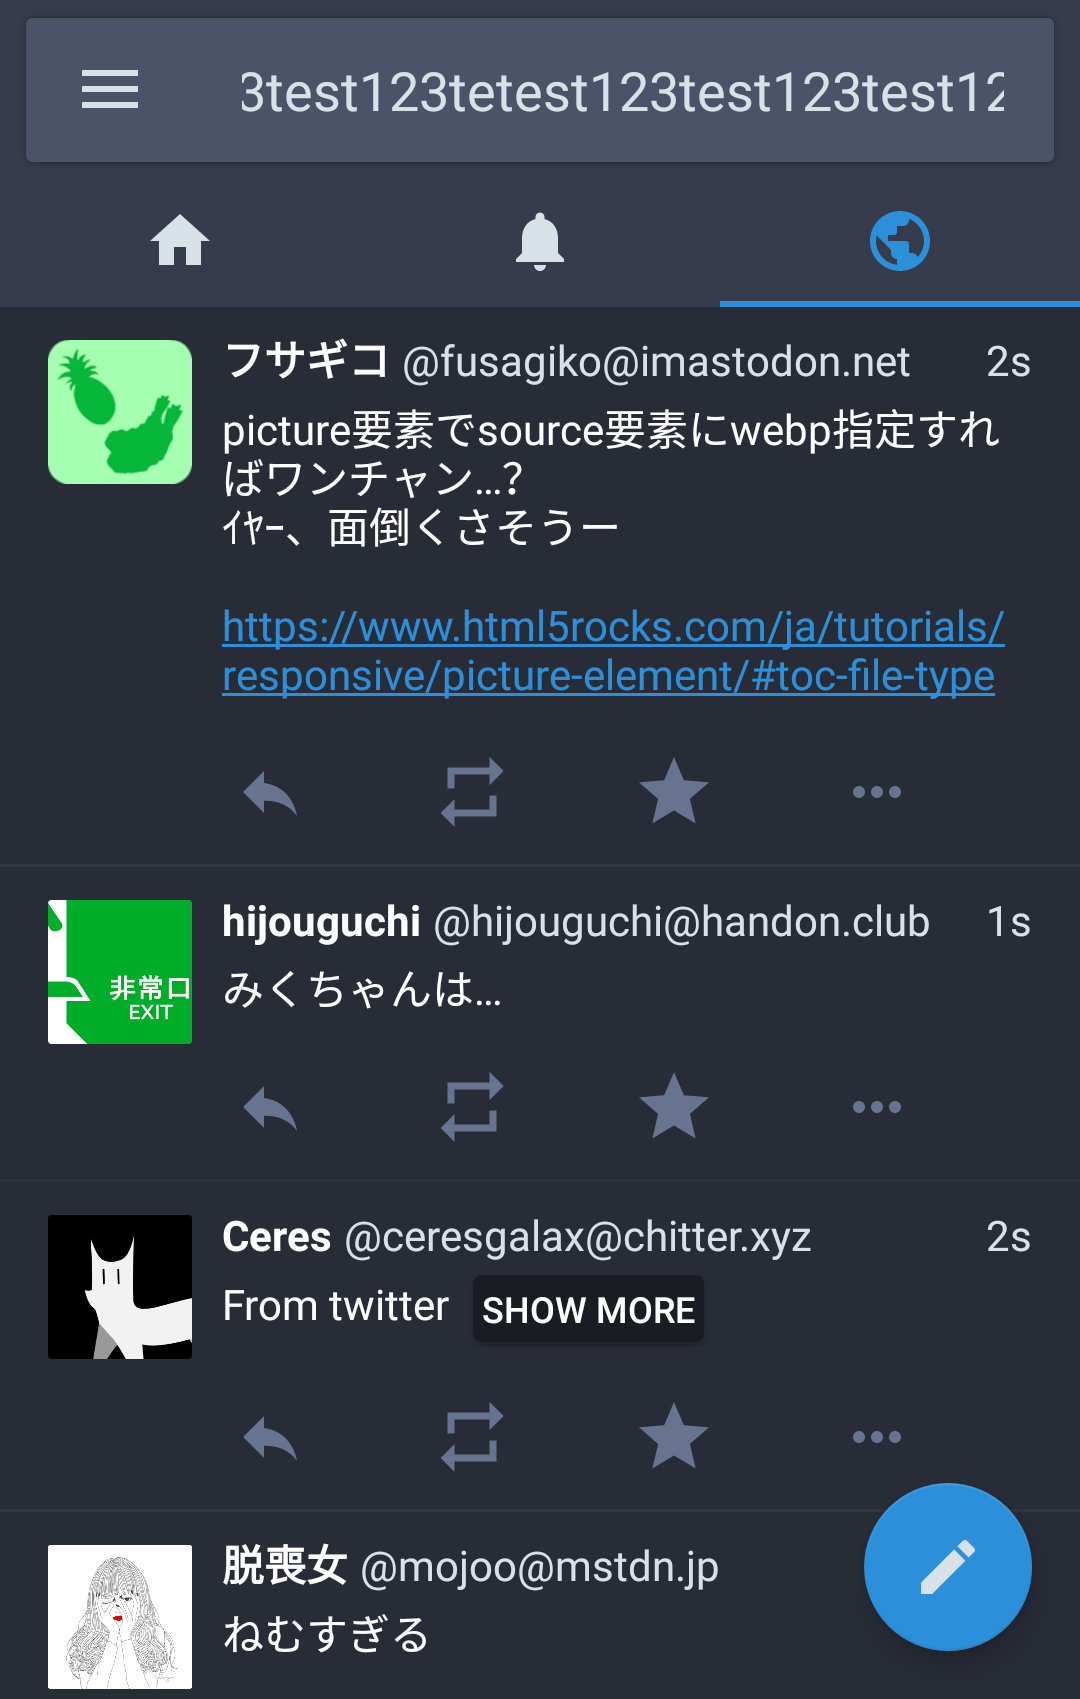 3test123tetest123test123test12
フサギコ @fusagiko@imastodon.net 2s
picture要素でsource要素にwebp指定すれ
ばワンチャン…?
ｲﾔｰ、面倒くさそうー
https://www.html5rocks.com/ja/tutorials/
responsive/picture-element/#toc-file-type
hijouguchi @hijouguchi@handon.club 1s
みくちゃんは…
非常口
EXIT
Ceres @ceresgalax@chitter.xyz 2s
From twitter SHOW MORE
脱喪女 @mojoo@mstdn.jp
ねむすぎる